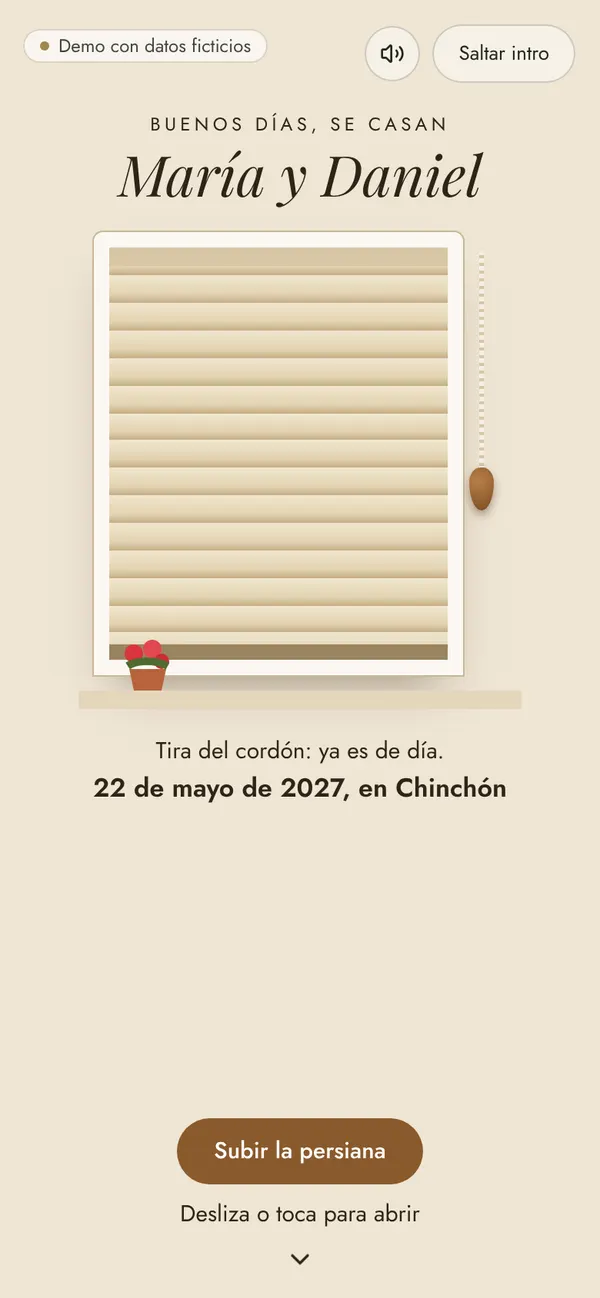 Demo con datos ficticios
Saltar intro
BUENOS DÍAS, SE CASAN
María y Daniel
Tira del cordón: ya es de día.
22 de mayo de 2027, en Chinchón
Subir la persiana
Desliza o toca para abrir